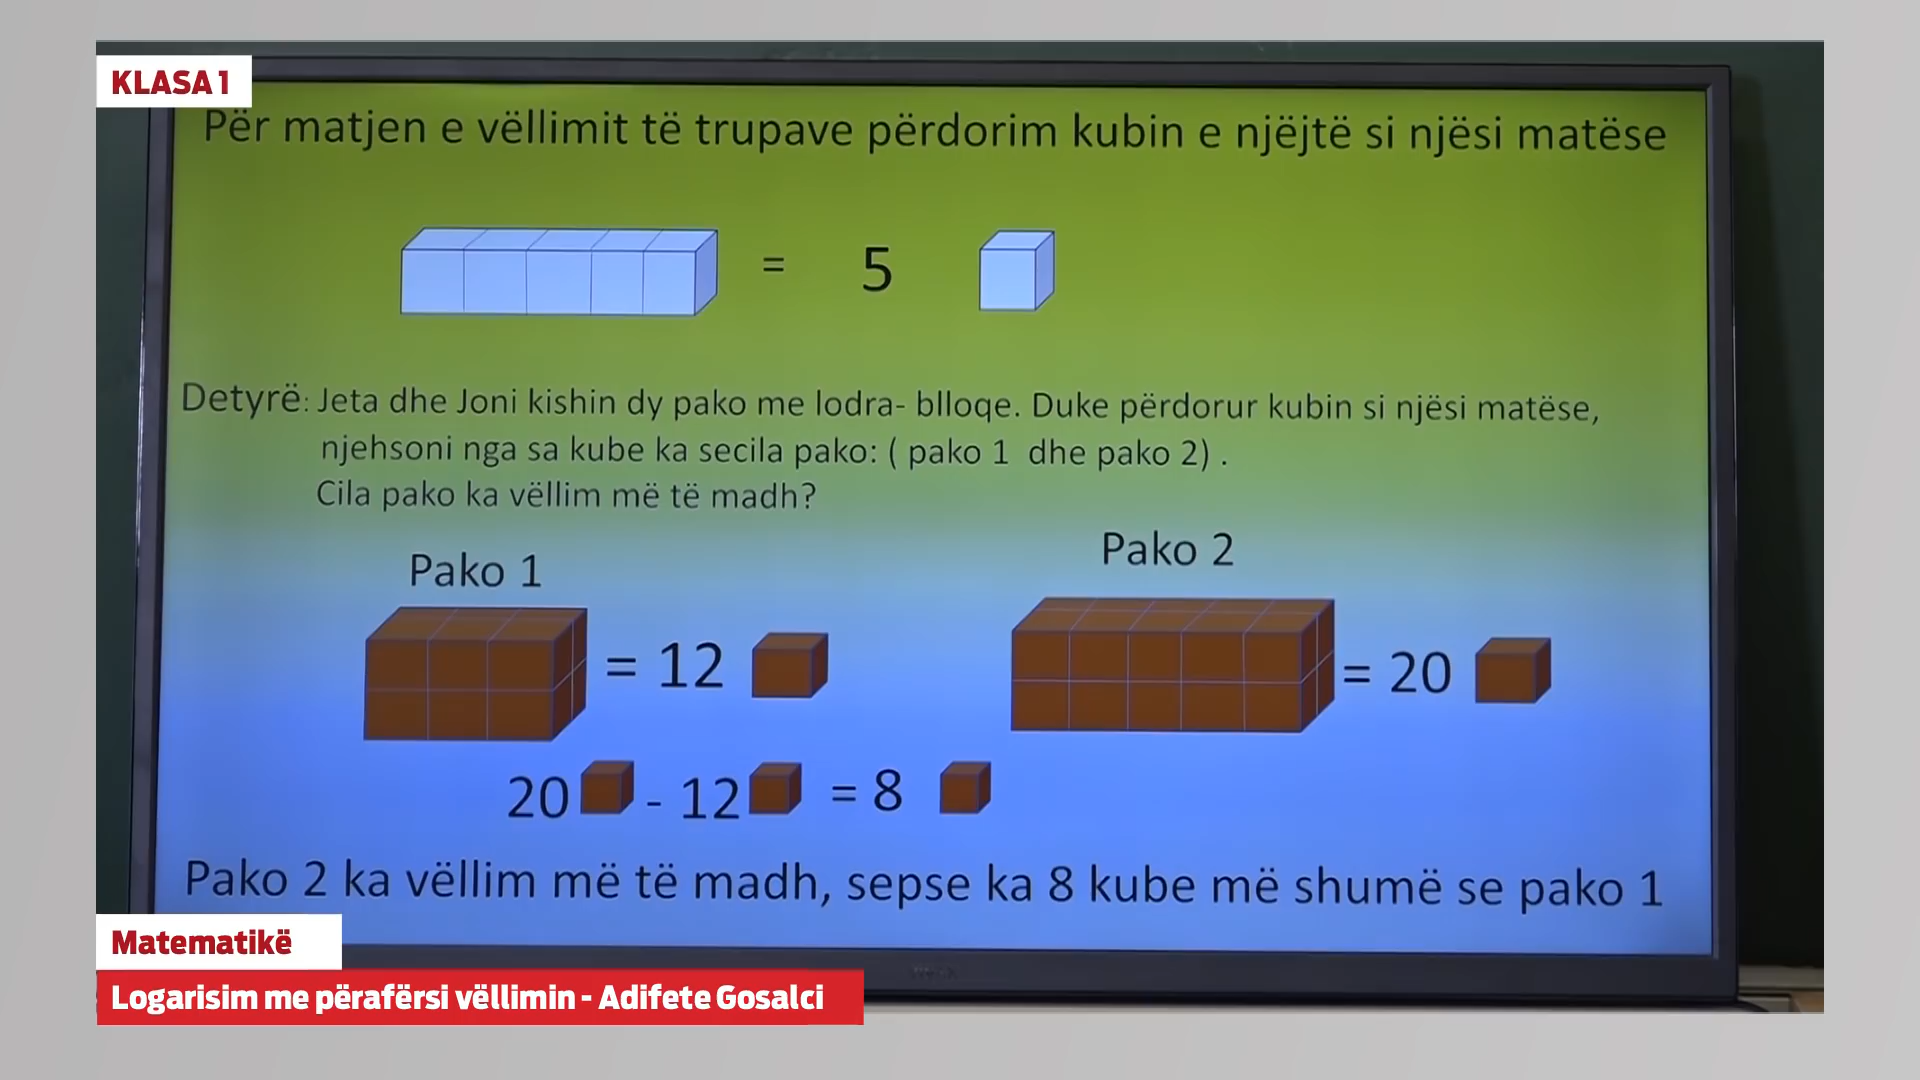 KLASA 1
Për matjen e vëllimit të trupave përdorim kubin e njëjtë si njësi matëse
= 5
Detyrë: Jeta dhe Joni kishin dy pako me lodra- blloqe. Duke përdorur kubin si njësi matëse,
njehsoni nga sa kube ka secila pako: ( pako 1 dhe pako 2) .
Cila pako ka vëllim më të madh?
Pako 1
Pako 2
= 12
= 20
20 - 12 = 8
Pako 2 ka vëllim më të madh, sepse ka 8 kube më shumë se pako 1
Matematikë
Logarisim me përafërsi vëllimin - Adifete Gosalci